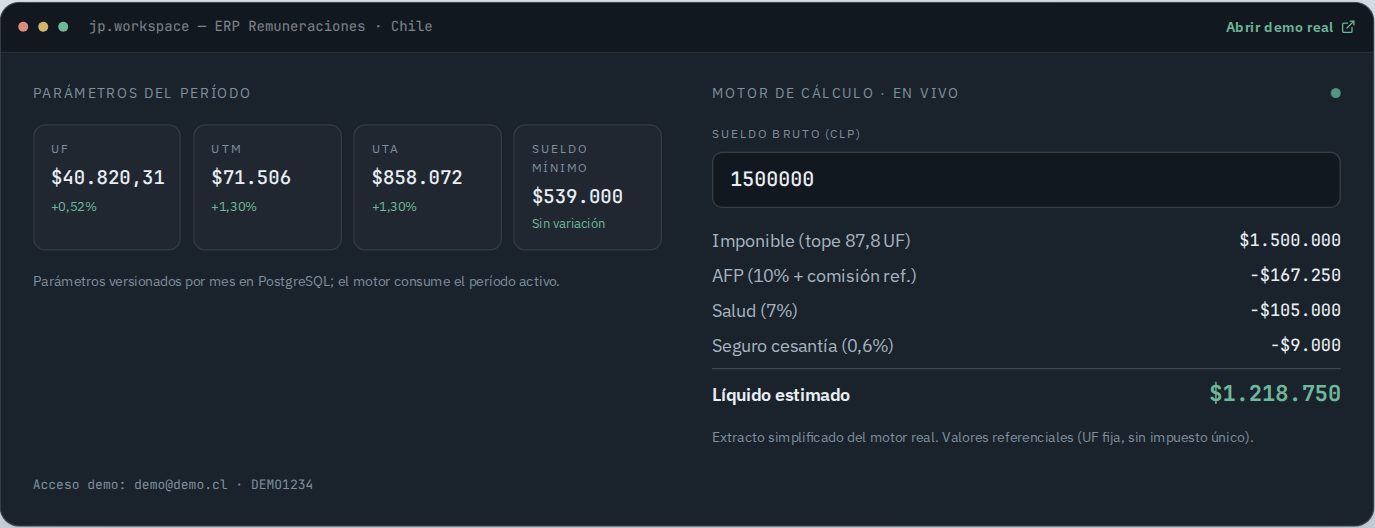 jp.workspace — ERP Remuneraciones · Chile
Abrir demo real
PARÁMETROS DEL PERÍODO
UF
$40.820,31
+0,52%
UTM
$71.506
+1,30%
UTA
$858.072
+1,30%
SUELDO
MÍNIMO
$539.000
Sin variación
Parámetros versionados por mes en PostgreSQL; el motor consume el período activo.
Acceso demo: demo@demo.cl · DEMO1234
MOTOR DE CÁLCULO · EN VIVO
SUELDO BRUTO (CLP)
1500000
Imponible (tope 87,8 UF) $1.500.000
AFP (10% + comisión ref.) -$167.250
Salud (7%) -$105.000
Seguro cesantía (0,6%) -$9.000
Líquido estimado $1.218.750
Extracto simplificado del motor real. Valores referenciales (UF fija, sin impuesto único).